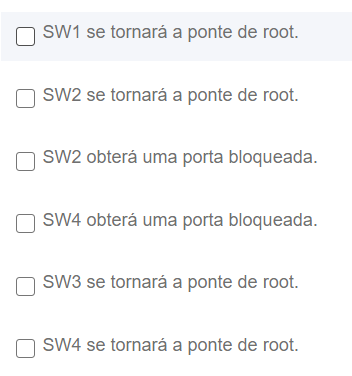 SW1 se tornará a ponte de root.
SW2 se tornará a ponte de root.
SW2 obterá uma porta bloqueada.
SW4 obterá uma porta bloqueada.
SW3 se tornará a ponte de root.
SW4 se tornará a ponte de root.